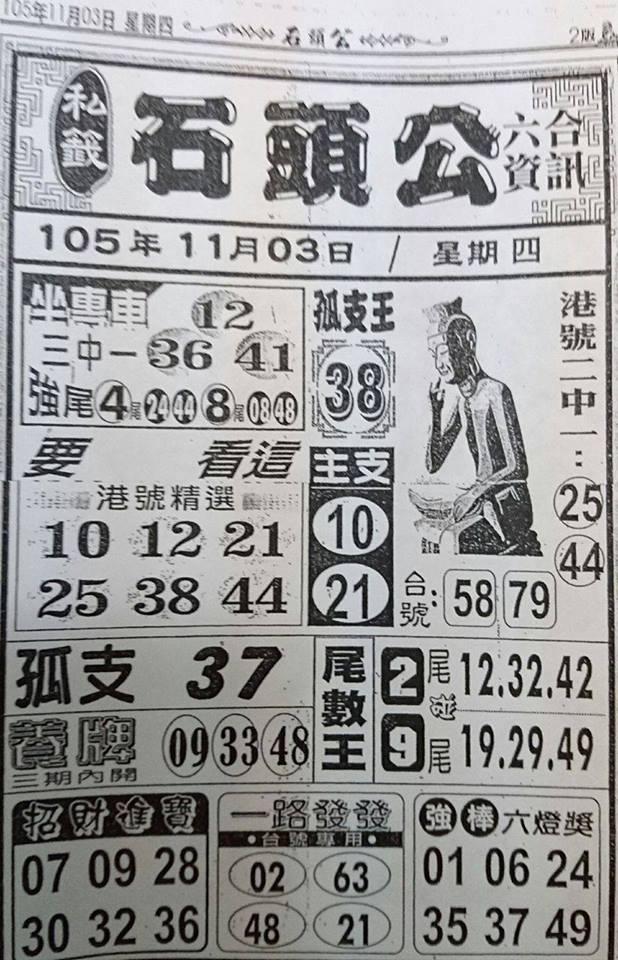 105年11月03日 星期四
石頭公
2版
私籤
石頭公
六合
資訊
105年11月03日 / 星期四
坐專車 12
三中一 36 41
強尾 4尾 24 44 8尾 08 48
孤支王
38
港號二中一:
25
44
要看這
港號精選
10 12 21
25 38 44
主支
10
21
台號: 58 79
孤支 37
養牌 09 33 48
三期內開
尾數王
2尾 12.32.42
碰
9尾 19.29.49
招財進寶
07 09 28
30 32 36
一路發發
•台號專用•
02 63
48 21
強棒六燈獎
01 06 24
35 37 49